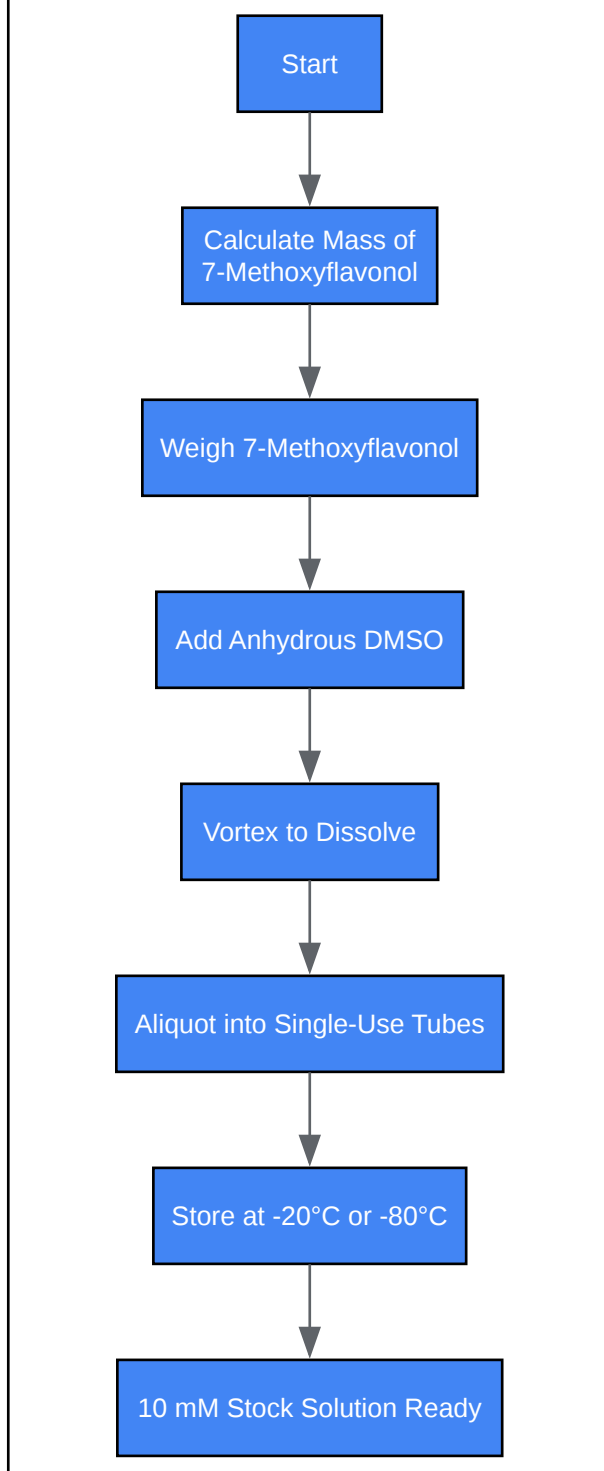 Start
Calculate Mass of
7-Methoxyflavonol
Weigh 7-Methoxyflavonol
Add Anhydrous DMSO
Vortex to Dissolve
Aliquot into Single-Use Tubes
Store at -20°C or -80°C
10 mM Stock Solution Ready